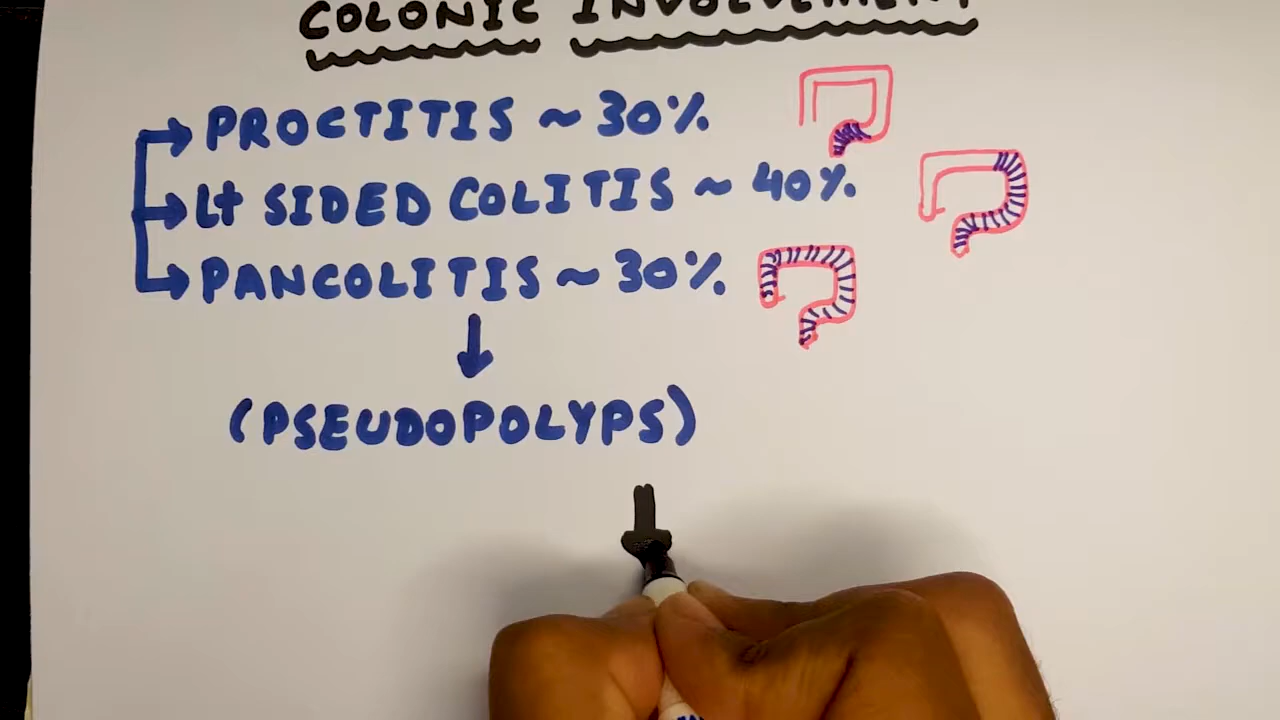 COLONIC INVOLVEMENT
PROCTITIS ~ 30%
Lt SIDED COLITIS ~ 40%.
PANCOLITIS ~ 30%
(PSEUDOPOLYPS)